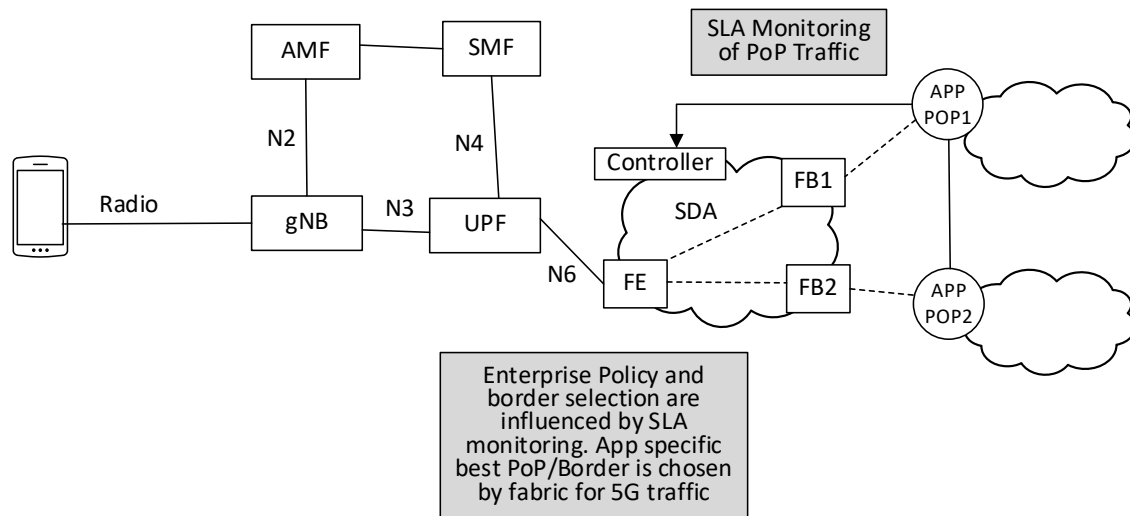 SLA Monitoring
of PoP Traffic
AMF
SMF
APP
POP1
N2
N4
Controller
FB1
Radio
gNB
N3
UPF
SDA
N6
FE
FB2
APP
POP2
Enterprise Policy and
border selection are
influenced by SLA
monitoring. App specific
best PoP/Border is chosen
by fabric for 5G traffic